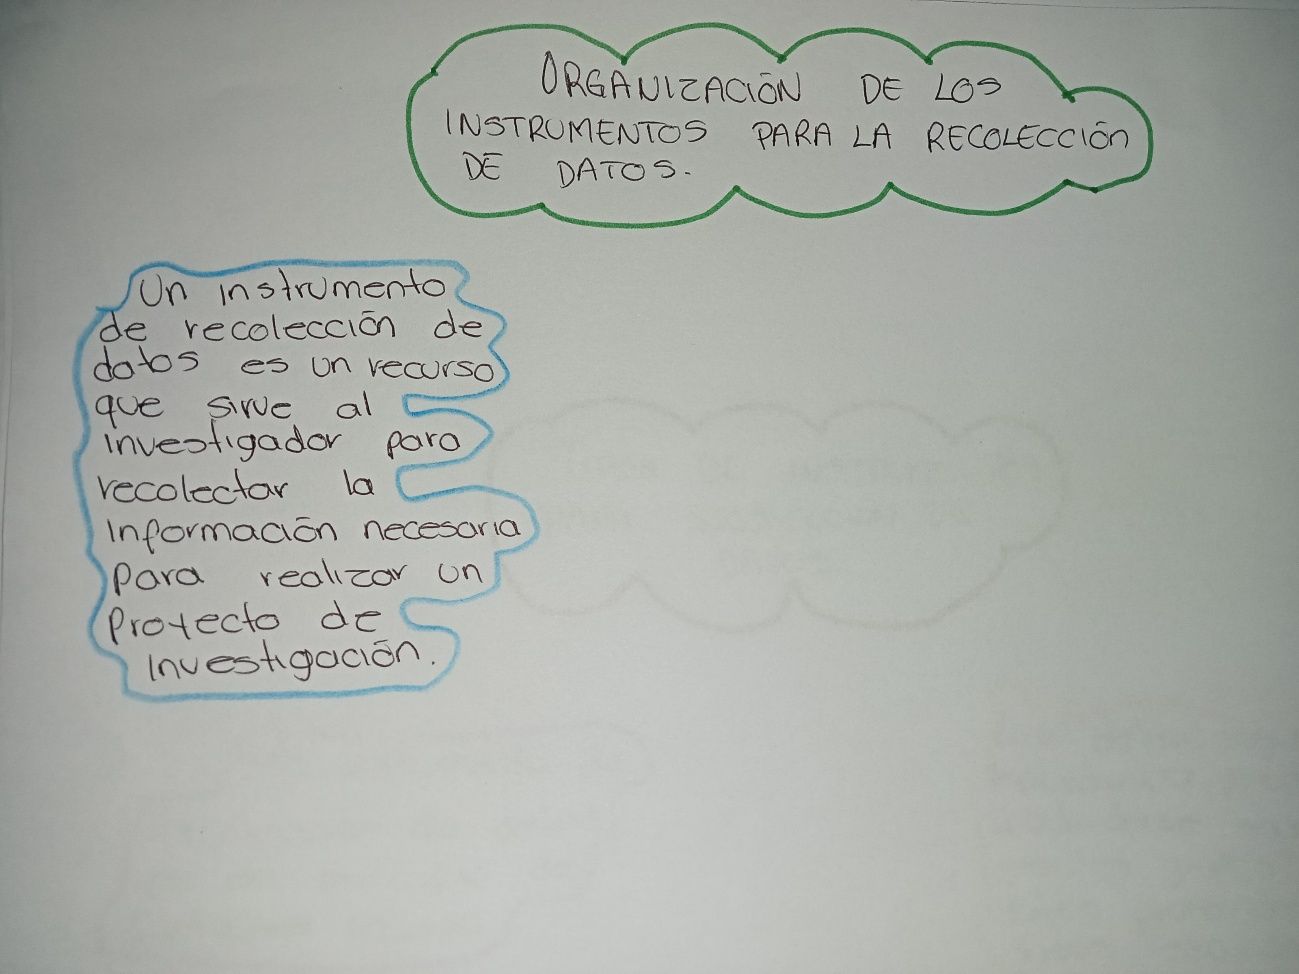 ORGANIZACIÓN DE LOS
INSTRUMENTOS PARA LA RECOLECCIÓN
DE DATOS.
Un instrumento
de recolección de
datos es un recurso
que sirve al
investigador para
recolectar la
información necesaria
para realizar un
Proyecto de
investigación.